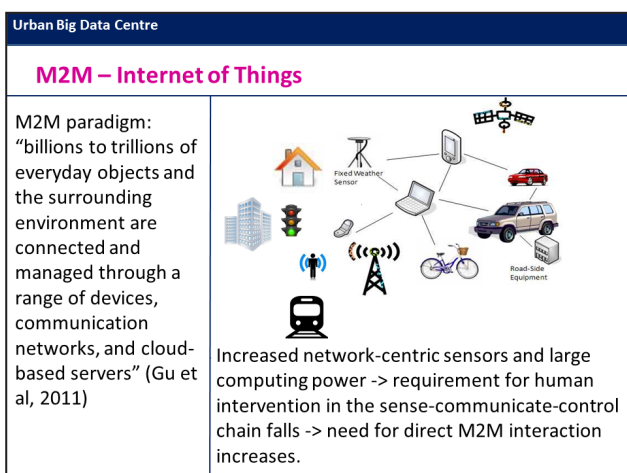 Urban Big Data Centre
M2M – Internet of Things
M2M paradigm:
“billions to trillions of
everyday objects and
the surrounding
environment are
connected and
managed through a
range of devices,
communication
networks, and cloud-
based servers” (Gu et
al, 2011)
Fixed Weather
Sensor
Road-Side
Equipment
Increased network-centric sensors and large
computing power -> requirement for human
intervention in the sense-communicate-control
chain falls -> need for direct M2M interaction
increases.